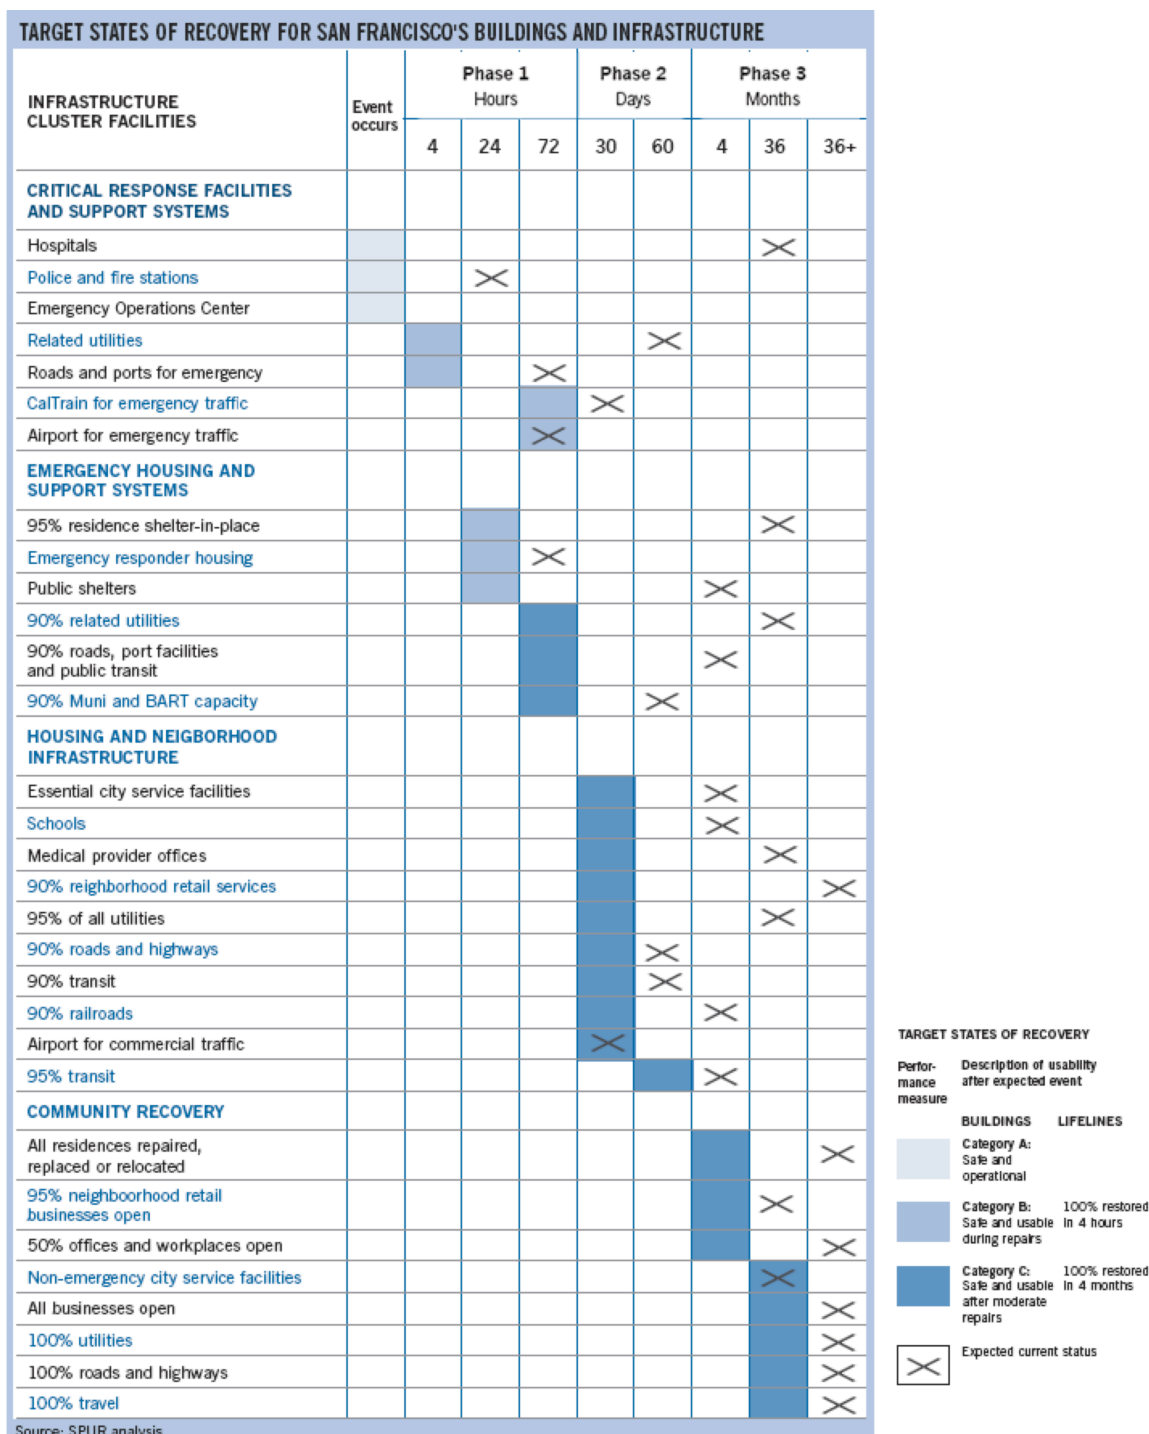 TARGET STATES OF RECOVERY FOR SAN FRANCISCO'S BUILDINGS AND INFRASTRUCTURE
INFRASTRUCTURE
CLUSTER FACILITIES
Event
occurs
Phase 1
Hours
Phase 2
Days
Phase 3
Months
4 24 72 30 60 4 36 36+
CRITICAL RESPONSE FACILITIES
AND SUPPORT SYSTEMS
Hospitals
Police and fire stations
Emergency Operations Center
Related utilities
Roads and ports for emergency
CalTrain for emergency traffic
Airport for emergency traffic
EMERGENCY HOUSING AND
SUPPORT SYSTEMS
95% residence shelter-in-place
Emergency responder housing
Public shelters
90% related utilities
90% roads, port facilities
and public transit
90% Muni and BART capacity
HOUSING AND NEIGBORHOOD
INFRASTRUCTURE
Essential city service facilities
Schools
Medical provider offices
90% reighborhood retail services
95% of all utilities
90% roads and highways
90% transit
90% railroads
Airport for commercial traffic
95% transit
COMMUNITY RECOVERY
All residences repaired,
replaced or relocated
95% neighboorhood retail
businesses open
50% offices and workplaces open
Non-emergency city service facilities
All businesses open
100% utilities
100% roads and highways
100% travel
Source: SPUR analysis
TARGET STATES OF RECOVERY
Perfor-
mance
measure
Description of usability
after expected event
BUILDINGS LIFELINES
Category A:
Safe and
operational
Category B: 100% restored
Safe and usable in 4 hours
during repairs
Category C: 100% restored
Safe and usable in 4 months
after moderate
repairs
Expected current status